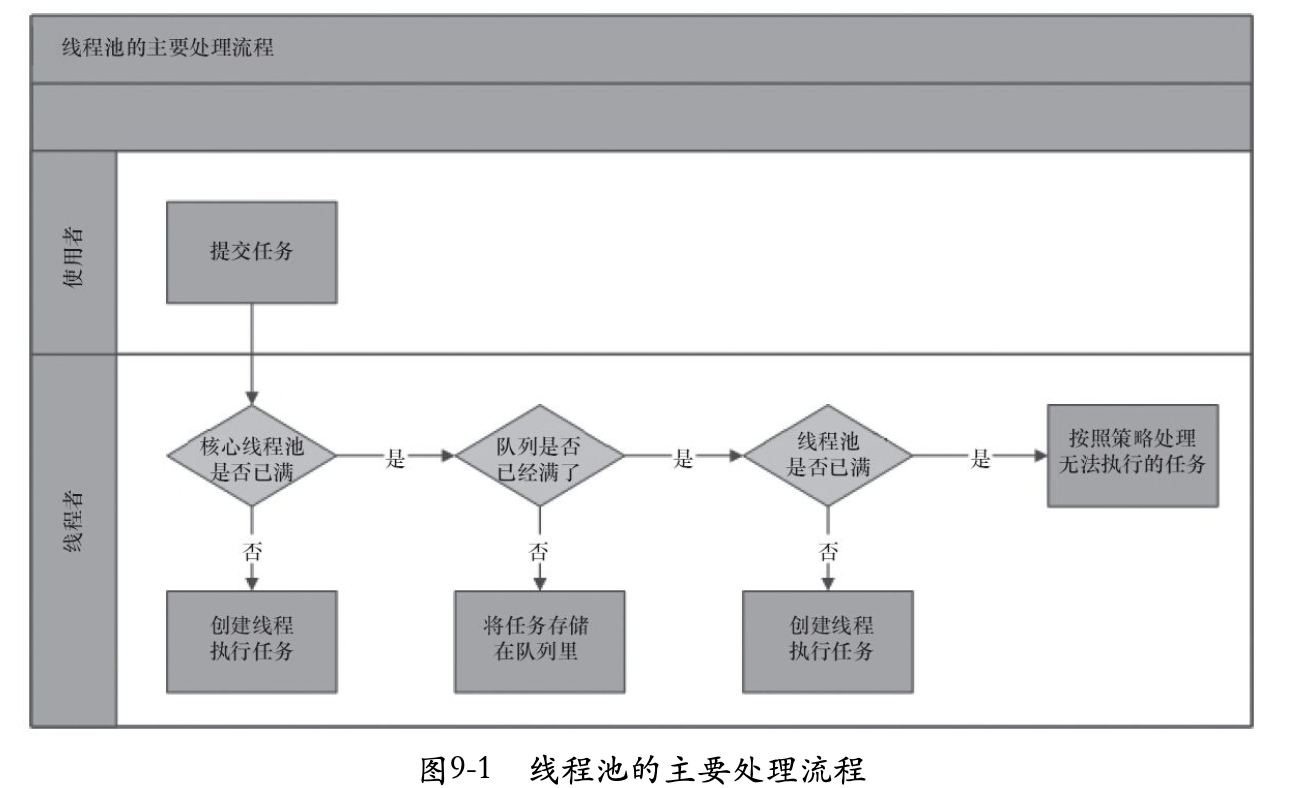 线程池的主要处理流程
使用者
提交任务
线程者
核心线程池
是否已满
是
队列是否
已经满了
是
线程池
是否已满
是
按照策略处理
无法执行的任务
否
否
否
创建线程
执行任务
将任务存储
在队列里
创建线程
执行任务
图9-1 线程池的主要处理流程